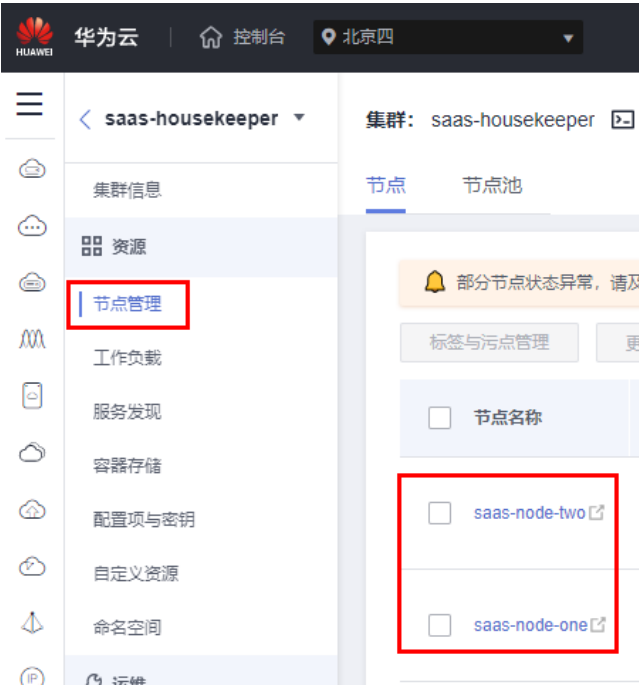 HUAWEI 华为云 控制台 北京四
saas-housekeeper
集群： saas-housekeeper
节点 节点池
集群信息
资源
部分节点状态异常，请及
节点管理
标签与污点管理 更
工作负载
服务发现
节点名称
容器存储
配置项与密钥
saas-node-two
自定义资源
命名空间
saas-node-one
IP
运维